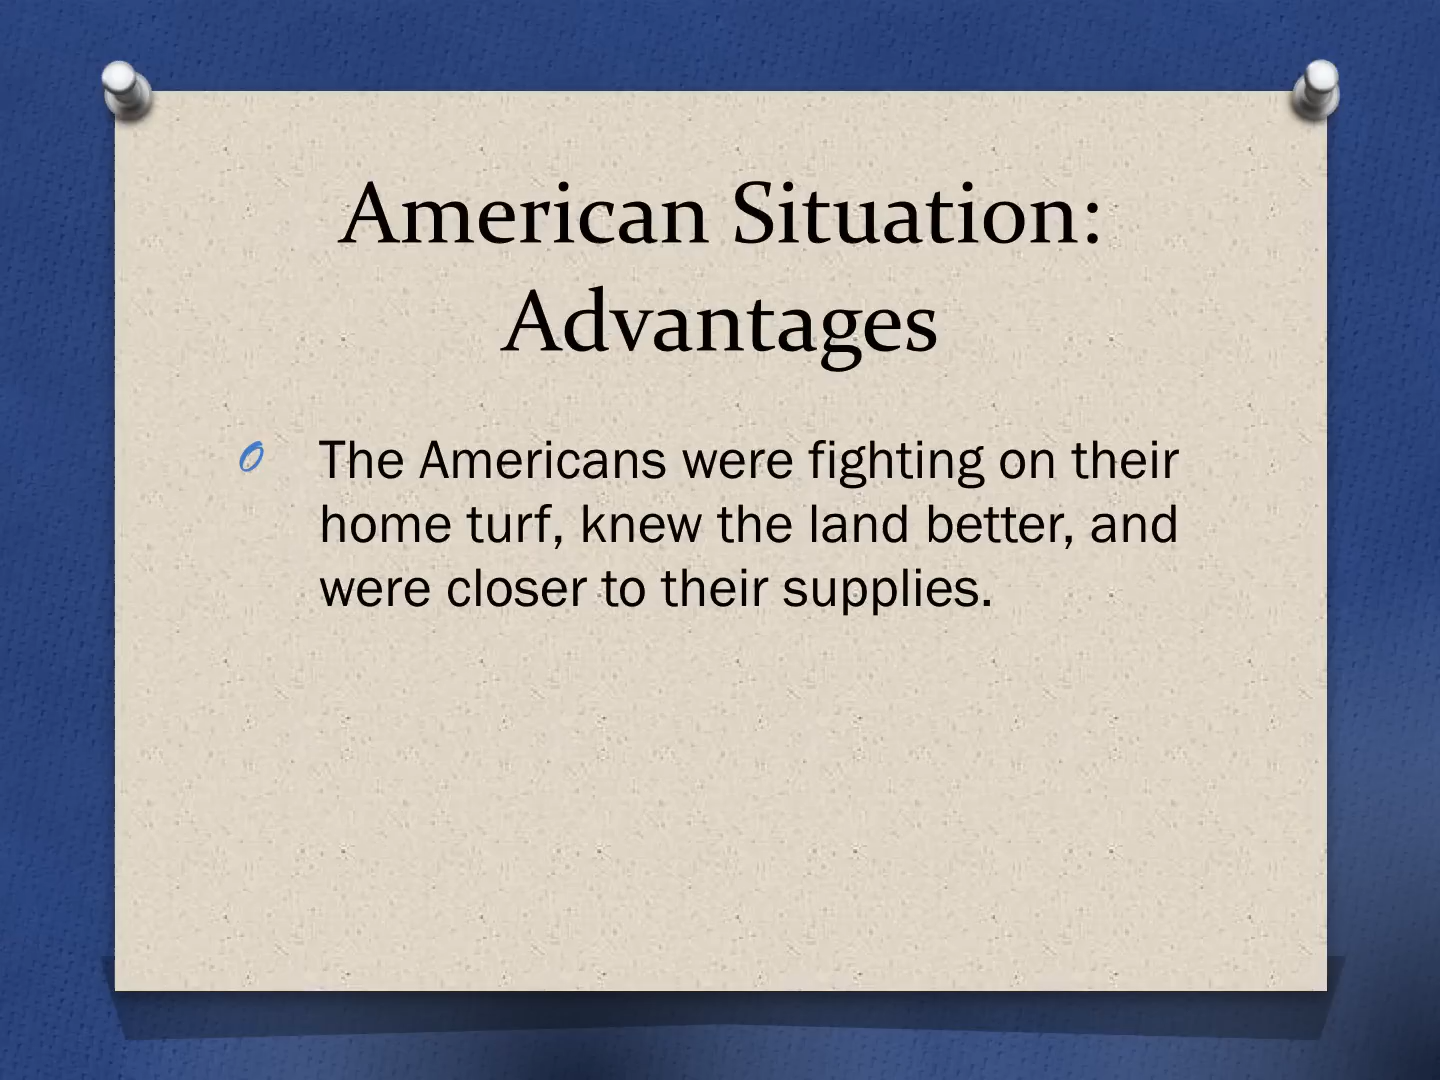 American Situation:
Advantages
The Americans were fighting on their
home turf, knew the land better, and
were closer to their supplies.